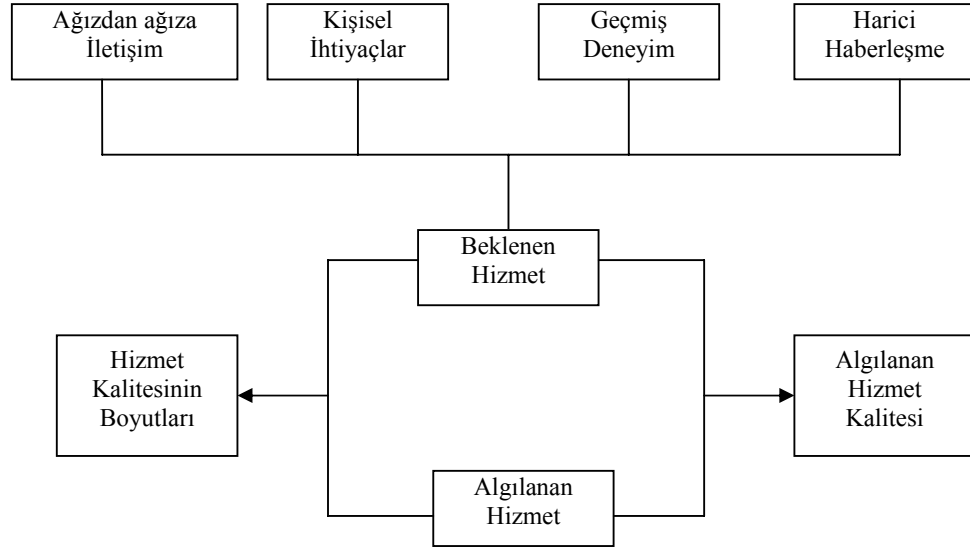 Ağızdan ağıza
İletişim
Kişisel
İhtiyaçlar
Geçmiş
Deneyim
Harici
Haberleşme
Beklenen
Hizmet
Hizmet
Kalitesinin
Boyutları
Algılanan
Hizmet
Kalitesi
Algılanan
Hizmet